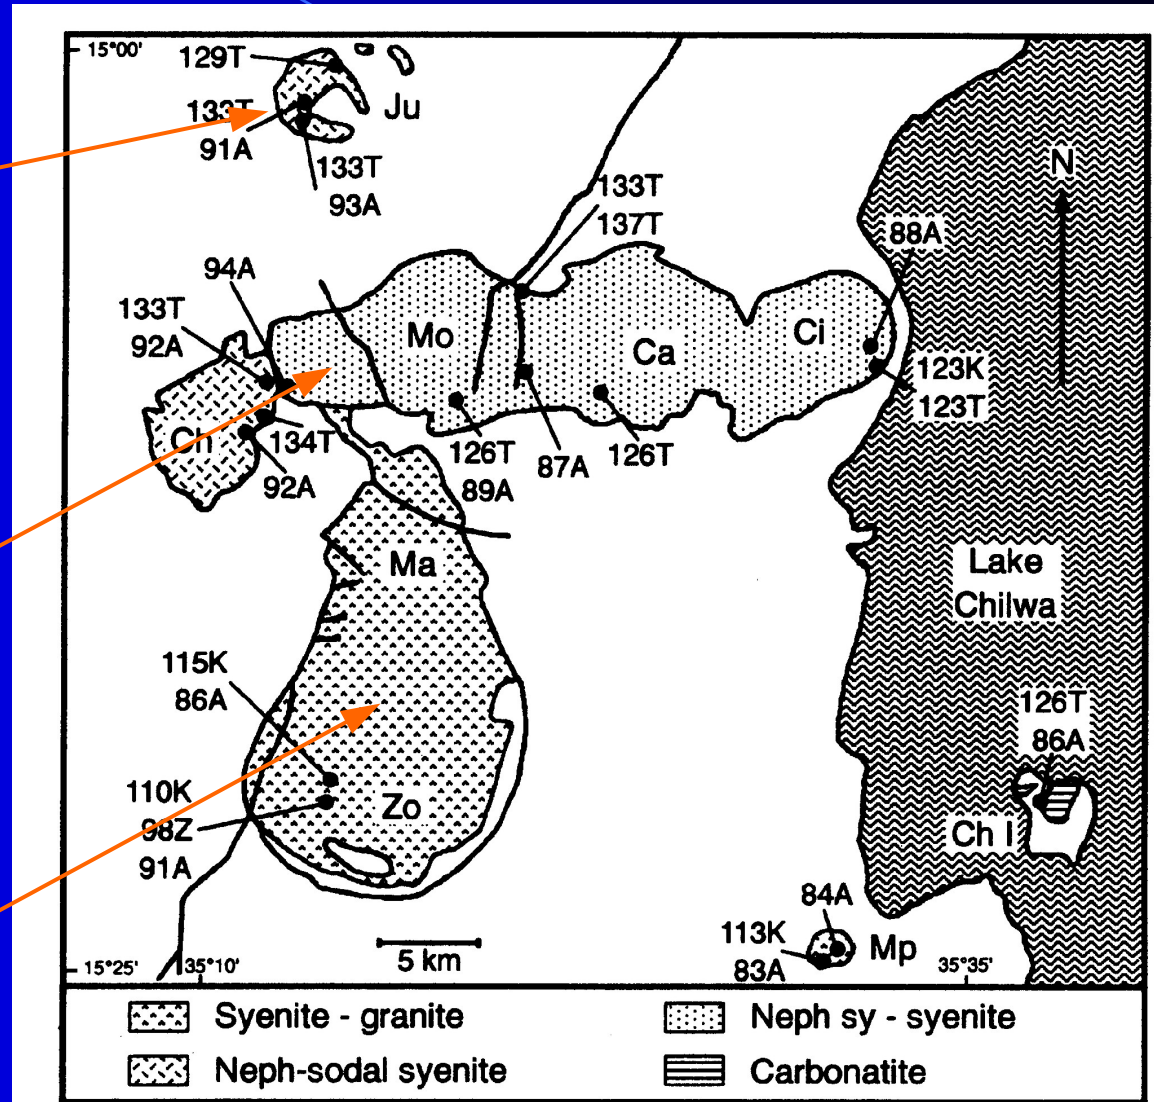 15°00'
129T
133T
91A
Ju
133T
93A
N
133T
137T
88A
94A
133T
92A
Mo
Ca
Ci
123K
123T
Ch
134T
92A
126T
89A
87A
126T
Ma
Lake
Chilwa
115K
86A
126T
86A
110K
98Z
91A
Zo
Ch I
84A
113K
83A
Mp
5 km
15°25'
35°10'
35°35'
Syenite - granite
Neph sy - syenite
Neph-sodal syenite
Carbonatite